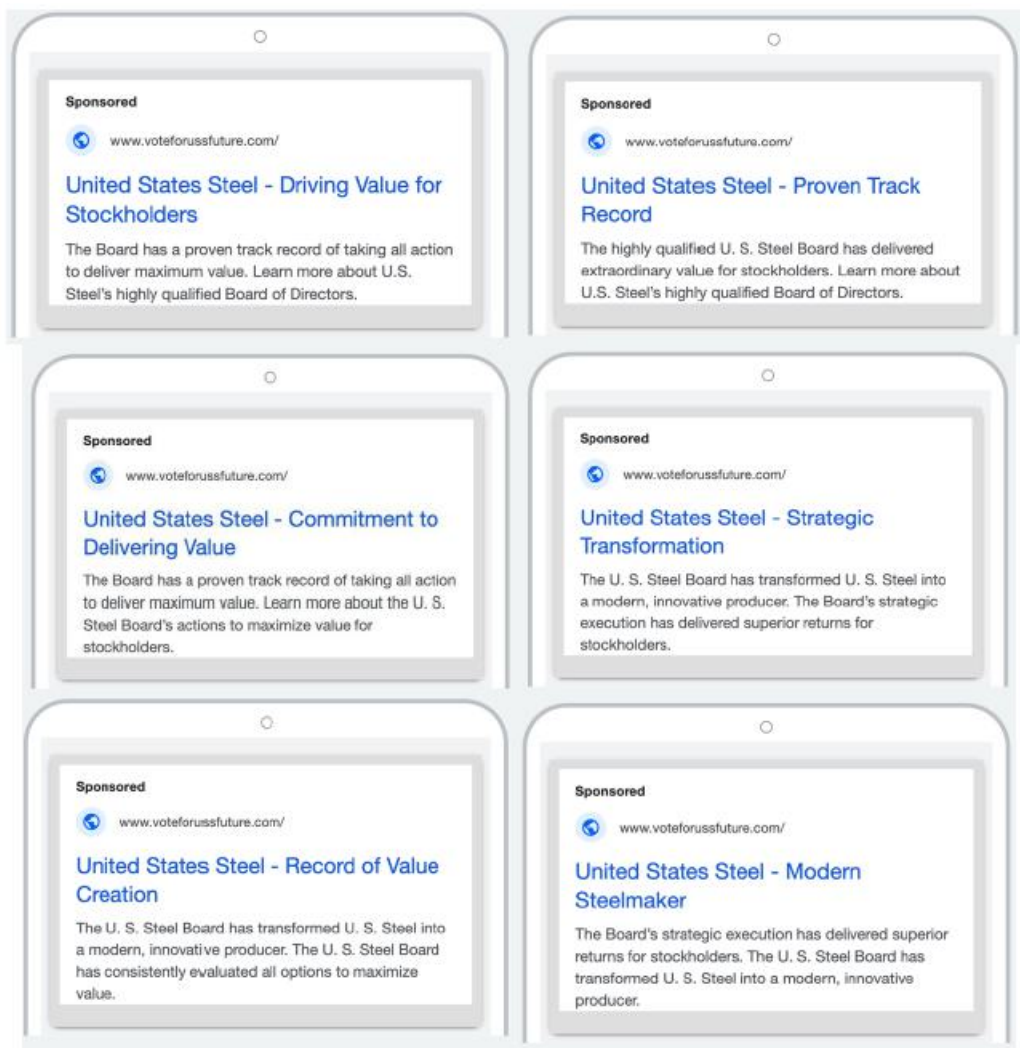 Sponsored
www.voteforussfuture.com/
United States Steel - Driving Value for
Stockholders
The Board has a proven track record of taking all action
to deliver maximum value. Learn more about U.S.
Steel's highly qualified Board of Directors.
Sponsored
www.voteforussfuture.com/
United States Steel - Proven Track
Record
The highly qualified U. S. Steel Board has delivered
extraordinary value for stockholders. Learn more about
U.S. Steel's highly qualified Board of Directors.
Sponsored
www.voteforussfuture.com/
United States Steel - Commitment to
Delivering Value
The Board has a proven track record of taking all action
to deliver maximum value. Learn more about the U. S.
Steel Board's actions to maximize value for
stockholders.
Sponsored
www.voteforussfuture.com/
United States Steel - Strategic
Transformation
The U. S. Steel Board has transformed U. S. Steel into
a modern, innovative producer. The Board's strategic
execution has delivered superior returns for
stockholders.
Sponsored
www.voteforussfuture.com/
United States Steel - Record of Value
Creation
The U. S. Steel Board has transformed U. S. Steel into
a modern, innovative producer. The U. S. Steel Board
has consistently evaluated all options to maximize
value.
Sponsored
www.voteforussfuture.com/
United States Steel - Modern
Steelmaker
The Board's strategic execution has delivered superior
returns for stockholders. The U. S. Steel Board has
transformed U. S. Steel into a modern, innovative
producer.